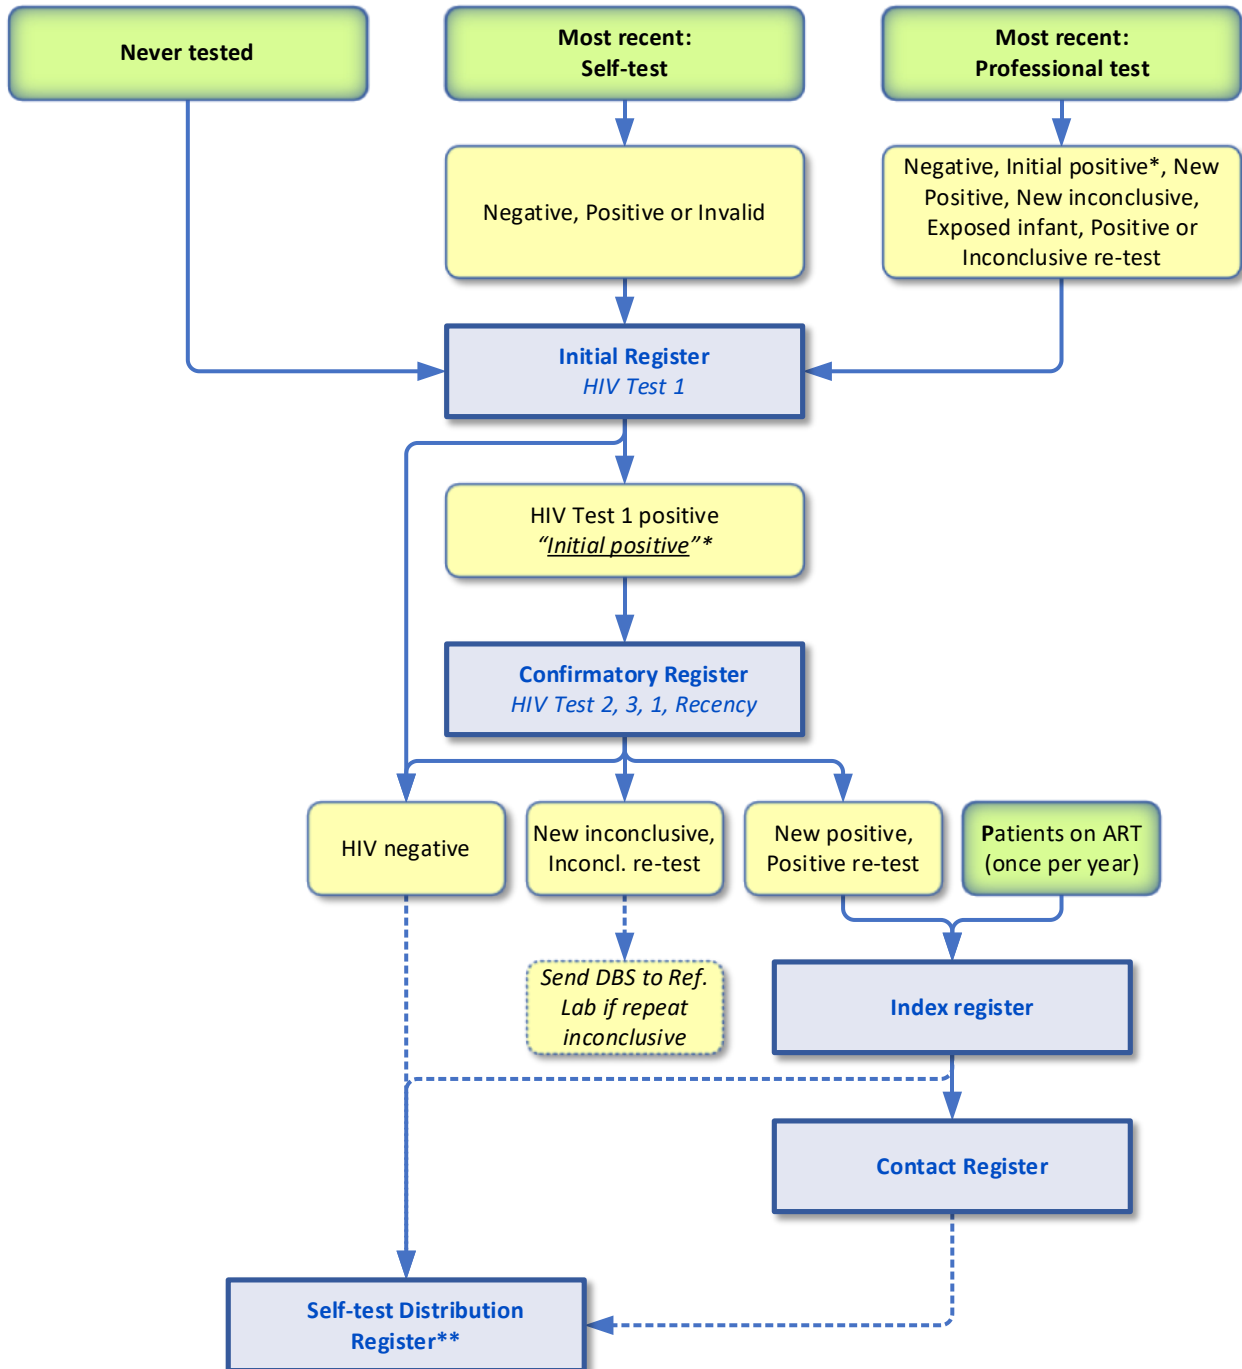 Never tested
Most recent:
Self-test
Most recent:
Professional test
Negative, Positive or Invalid
Negative, Initial positive*, New
Positive, New inconclusive,
Exposed infant, Positive or
Inconclusive re-test
Initial Register
HIV Test 1
HIV Test 1 positive
“Initial positive”*
Confirmatory Register
HIV Test 2, 3, 1, Recency
HIV negative
New inconclusive,
Inconcl. re-test
New positive,
Positive re-test
Patients on ART
(once per year)
Send DBS to Ref.
Lab if repeat
inconclusive
Index register
Contact Register
Self-test Distribution
Register**